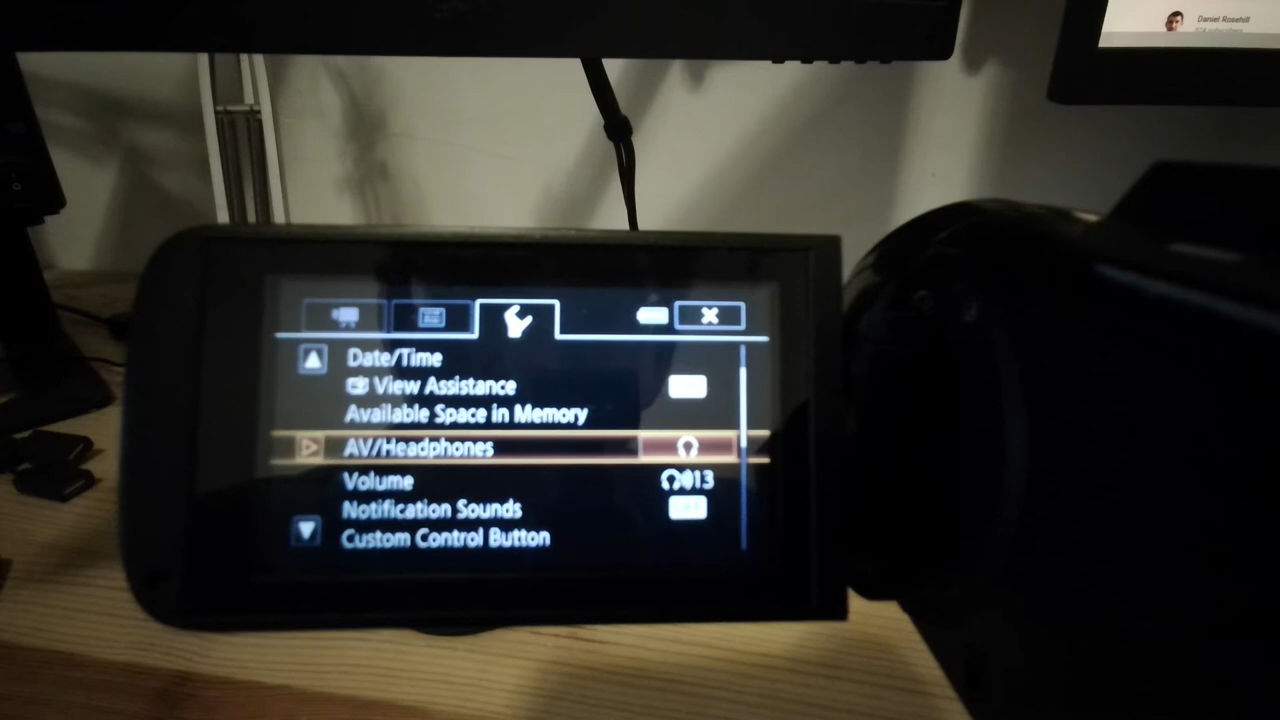 Daniel Rosehill
Date/Time
View Assistance
Available Space in Memory
AV/Headphones
Volume 13
Notification Sounds
Custom Control Button